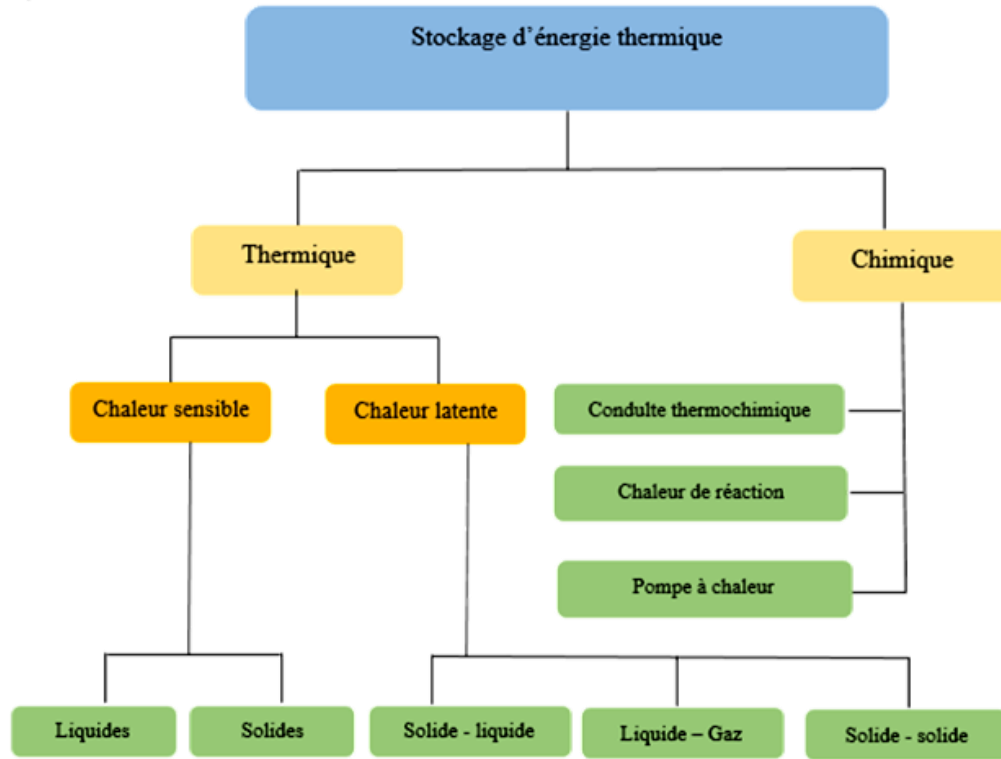 Stockage d'énergie thermique
Thermique
Chimique
Chaleur sensible
Chaleur latente
Condulte thermochimique
Chaleur de réaction
Pompe à chaleur
Liquides
Solides
Solide - liquide
Liquide – Gaz
Solide - solide